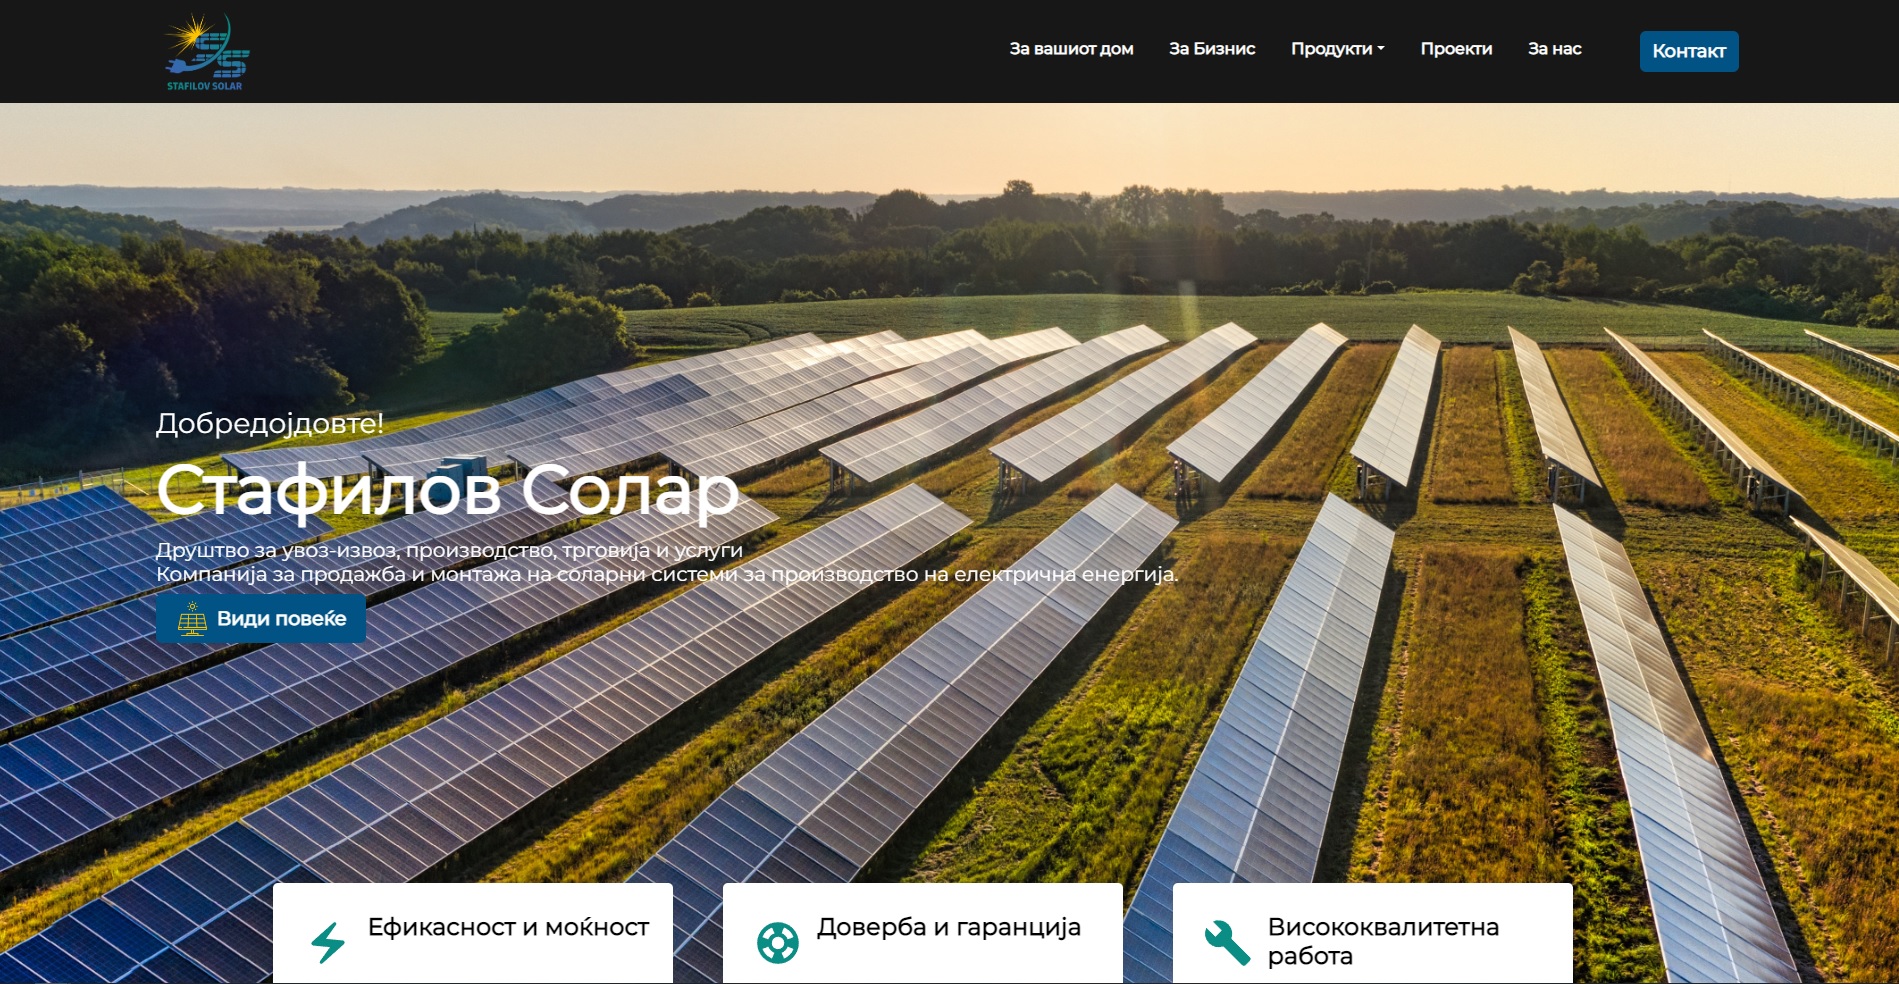 STAFILOV SOLAR
За вашиот дом
За Бизнис
Продукти
Проекти
За нас
Контакт
Добредојдовте!
Стафилов Солар
Друштво за увоз-извоз, производство, трговија и услуги
Компанија за продажба и монтажа на соларни системи за производство на електрична енергија.
Види повеќе
Ефикасност и моќност
Доверба и гаранција
Висококвалитетна
работа